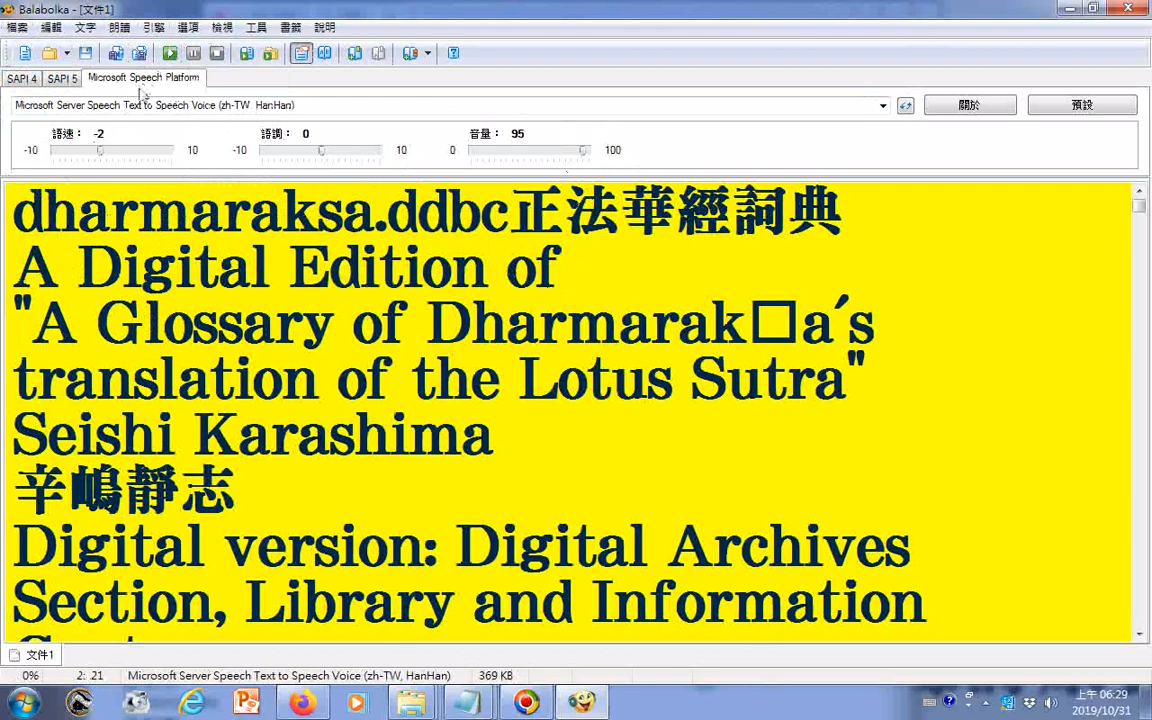 Balabolka - [文件1]
檔案 編輯 文字 朗讀 引擎 選項 檢視 工具 書籤 說明
SAPI 4 SAPI 5 Microsoft Speech Platform
Microsoft Server Speech Text to Speech Voice (zh-TW, HanHan) 關於 預設
語速： -2 語調： 0 音量： 95
-10 10 -10 10 0 100
dharmaraksa.ddbc正法華經詞典
A Digital Edition of
"A Glossary of Dharmarak□a´s
translation of the Lotus Sutra"
Seishi Karashima
辛嶋靜志
Digital version: Digital Archives
Section, Library and Information
文件1
0% 2: 21 Microsoft Server Speech Text to Speech Voice (zh-TW, HanHan) 369 KB
上午 06:29
2019/10/31